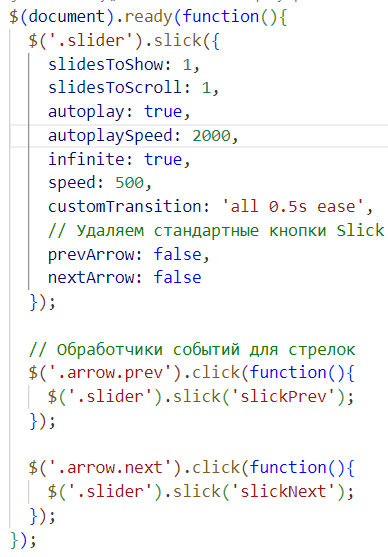 $(document).ready(function(){
  $('.slider').slick({
    slidesToShow: 1,
    slidesToScroll: 1,
    autoplay: true,
    autoplaySpeed: 2000,
    infinite: true,
    speed: 500,
    customTransition: 'all 0.5s ease',
    // Удаляем стандартные кнопки Slick
    prevArrow: false,
    nextArrow: false
  });

  // Обработчики событий для стрелок
  $('.arrow.prev').click(function(){
    $('.slider').slick('slickPrev');
  });

  $('.arrow.next').click(function(){
    $('.slider').slick('slickNext');
  });
});